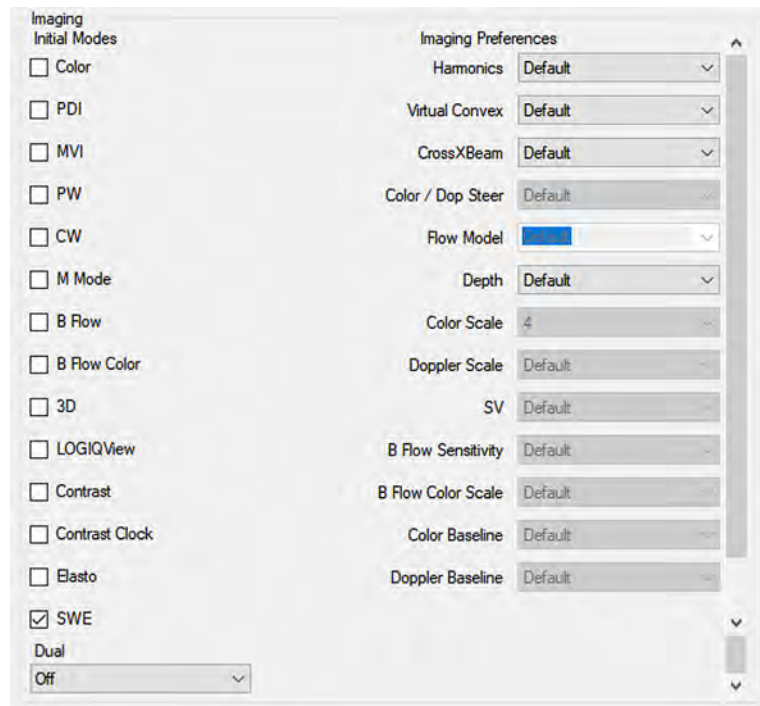 Imaging
Initial Modes
Imaging Preferences
Color
Harmonics Default
PDI
Virtual Convex Default
MVI
CrossXBeam Default
PW
Color / Dop Steer Default
CW
Flow Model Default
M Mode
Depth Default
B Flow
Color Scale 4
B Flow Color
Doppler Scale Default
3D
SV Default
LOGIQView
B Flow Sensitivity Default
Contrast
B Flow Color Scale Default
Contrast Clock
Color Baseline Default
Elasto
Doppler Baseline Default
SWE
Dual
Off